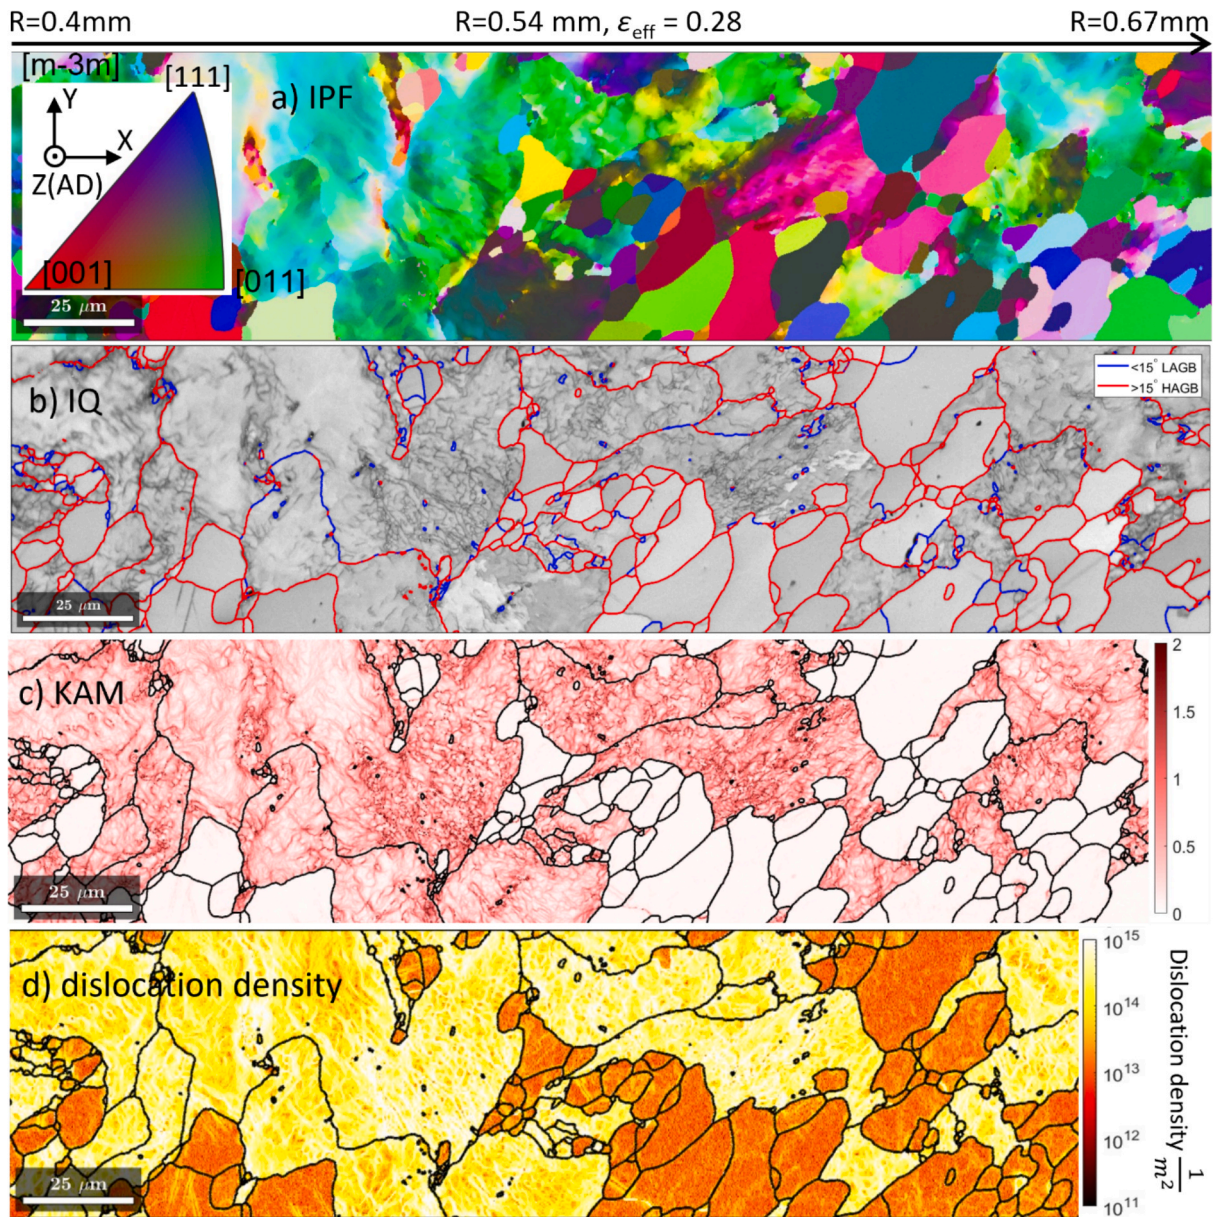 R=0.4mm R=0.54 mm, εeff = 0.28 R=0.67mm
[m-3m]
[111]
a) IPF
Y
X
Z(AD)
[001]
[011]
25 μm
b) IQ
<15° LAGB
>15° HAGB
25 μm
c) KAM
2
1.5
1
0.5
0
25 μm
d) dislocation density
10^15
10^14
10^13
10^12
10^11
Dislocation density 1/m^2
25 μm